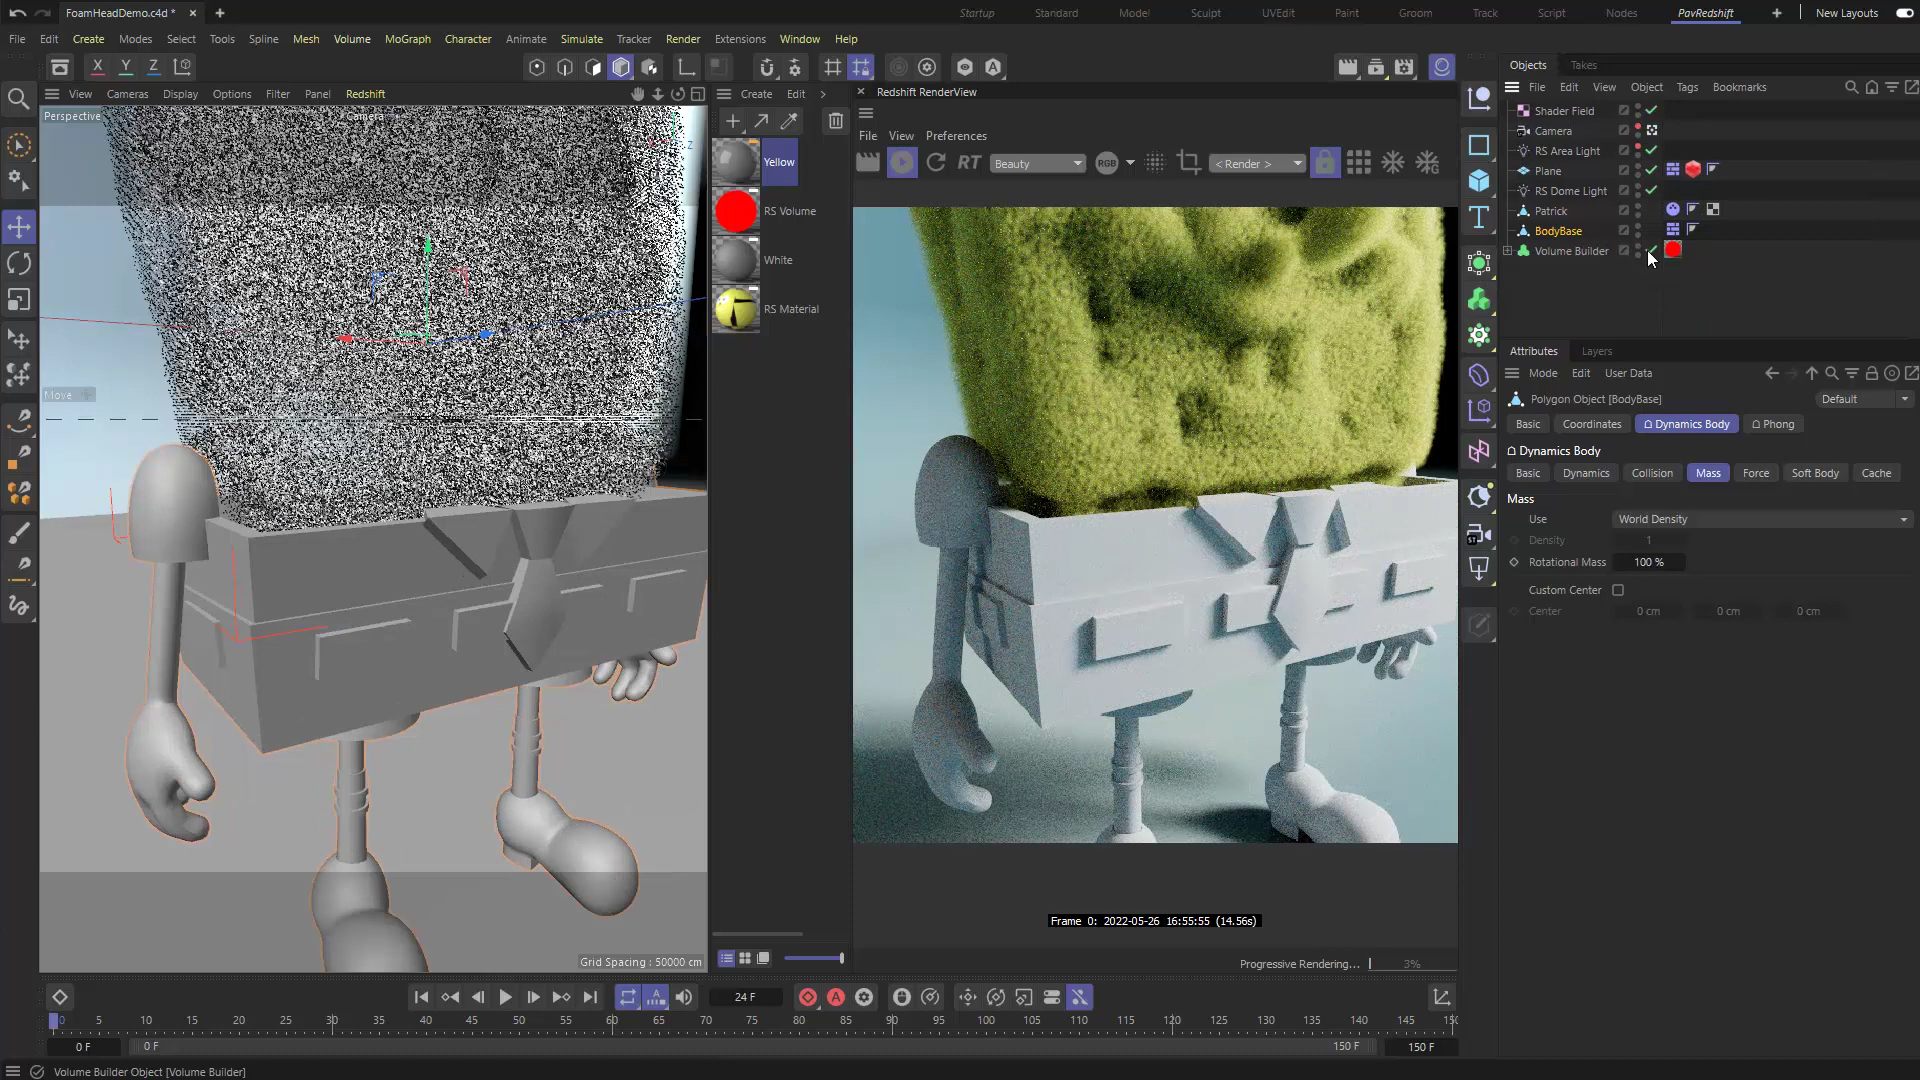 FoamHeadDemo.c4d *
Startup Standard Model Sculpt UVEdit Paint Groom Track Script Nodes PavRedshift New Layouts
File Edit Create Modes Select Tools Spline Mesh Volume MoGraph Character Animate Simulate Tracker Render Extensions Window Help
X Y Z
Objects Takes
File Edit View Object Tags Bookmarks
View Cameras Display Options Filter Panel Redshift
Create Edit
Redshift RenderView
Perspective
Camera
Z
File View Preferences
RT Beauty RGB < Render >
Yellow
RS Volume
White
RS Material
Shader Field
Camera
RS Area Light
Plane
RS Dome Light
Patrick
BodyBase
Volume Builder
Move
Attributes Layers
Mode Edit User Data
Polygon Object [BodyBase]
Default
Basic Coordinates Dynamics Body Phong
Dynamics Body
Basic Dynamics Collision Mass Force Soft Body Cache
Mass
Use World Density
Density 1
Rotational Mass 100 %
Custom Center
Center 0 cm 0 cm 0 cm
Frame 0: 2022-05-26 16:55:55 (14.56s)
Grid Spacing : 50000 cm
Progressive Rendering... 3%
24 F
0 5 10 15 20 25 30 35 40 45 50 55 60 65 70 75 80 85 90 95 100 105 110 115 120 125 130 135 140 145 150
0 F 0 F 150 F 150 F
Volume Builder Object [Volume Builder]